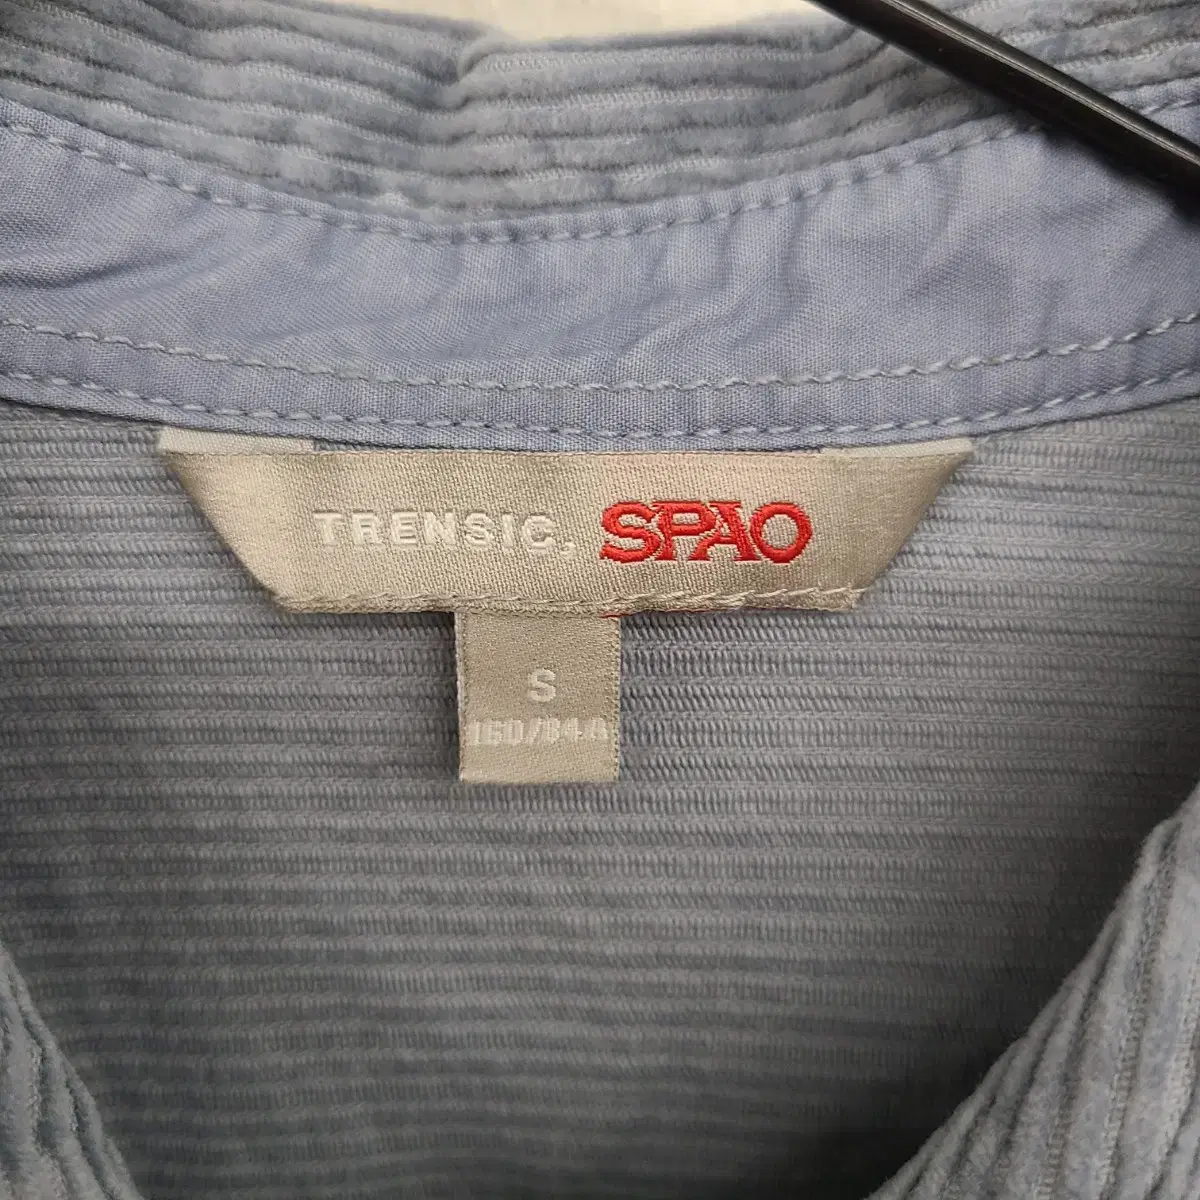 TRENSIC, SPAO
S
160/84A